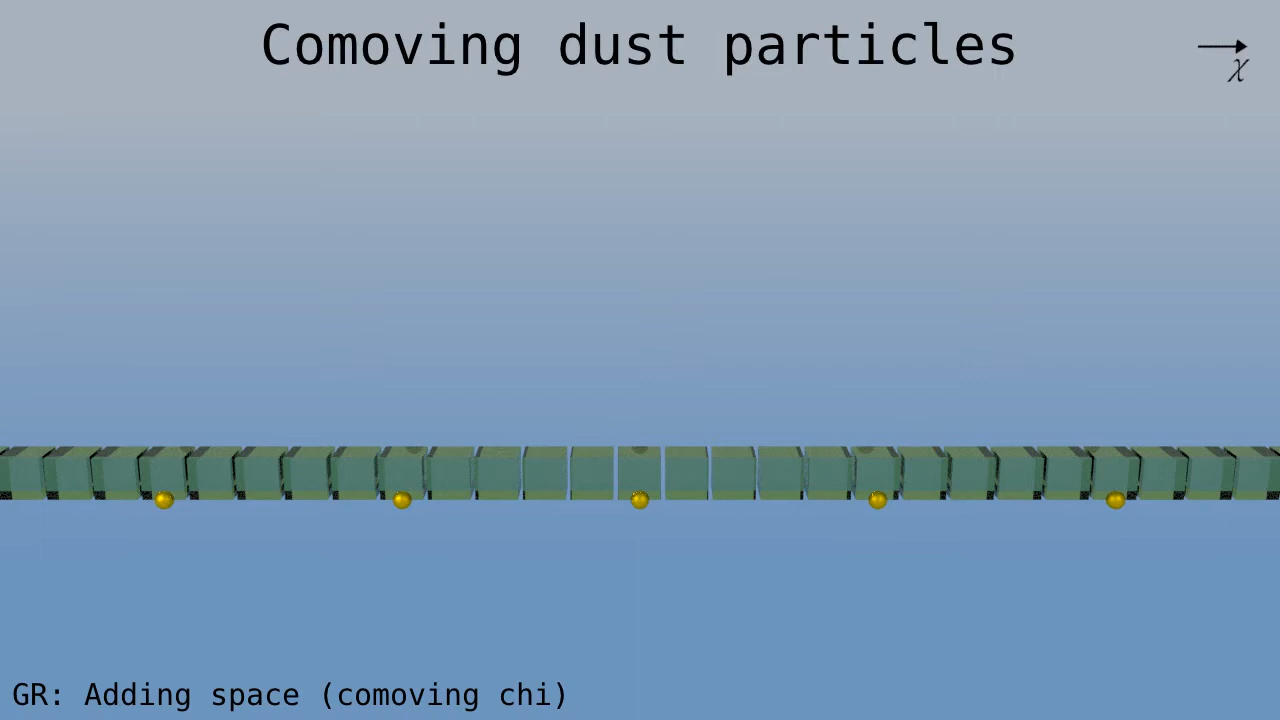 Comoving dust particles
χ
GR: Adding space (comoving chi)